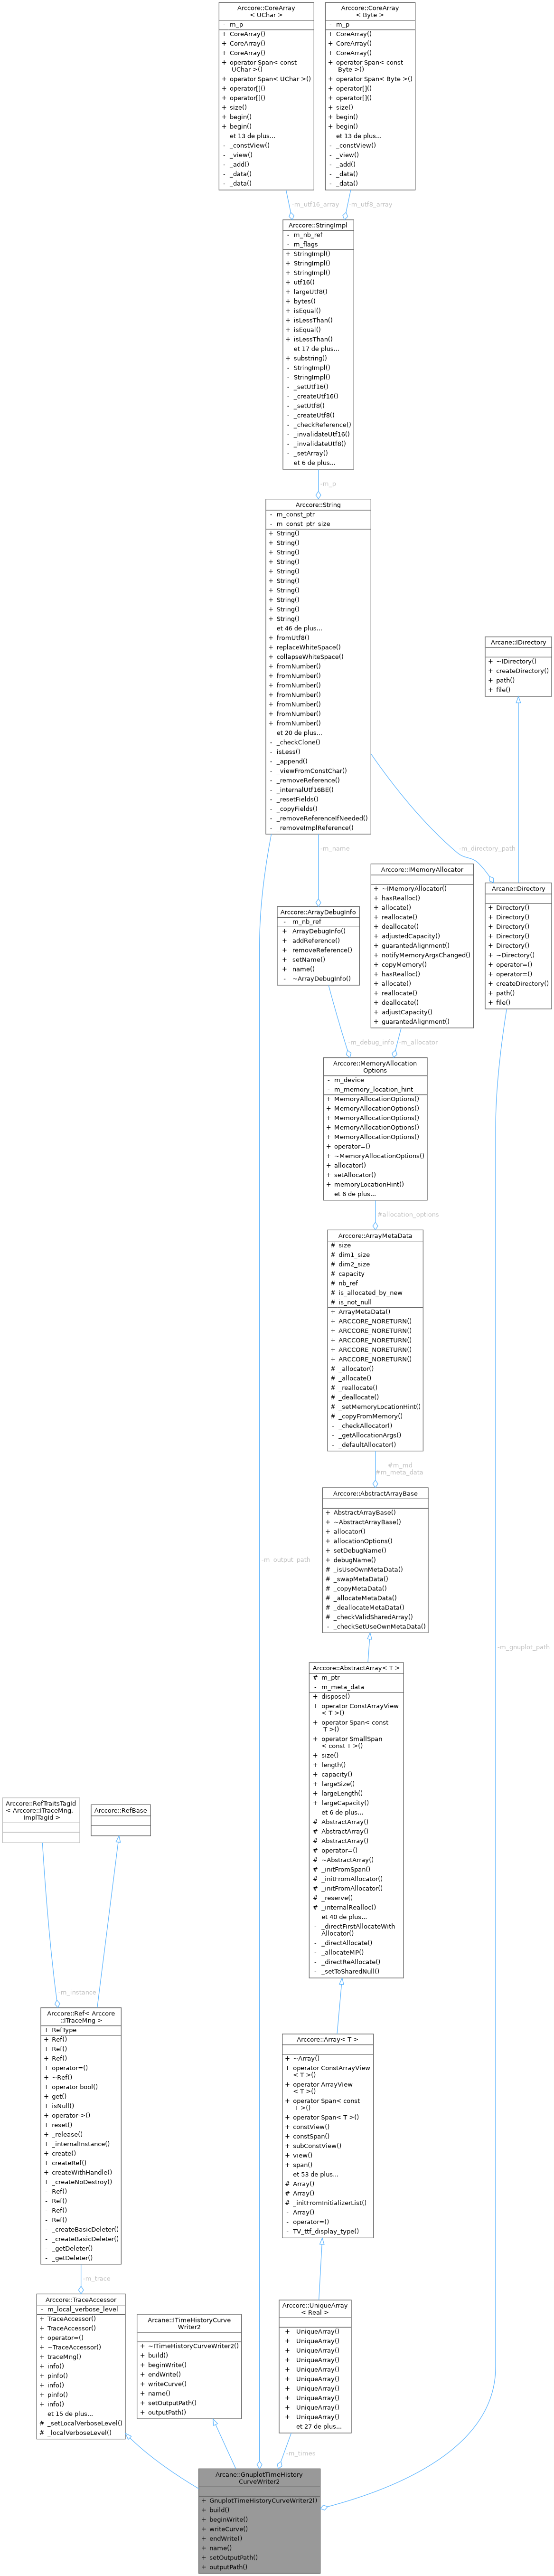 Arccore::CoreArray
< UChar >
- m_p
+ CoreArray()
+ CoreArray()
+ CoreArray()
+ operator Span< const
UChar >()
+ operator Span< UChar >()
+ operator[]()
+ operator[]()
+ size()
+ begin()
+ begin()
et 13 de plus...
- _constView()
- _view()
- _add()
- _data()
- _data()
Arccore::CoreArray
< Byte >
- m_p
+ CoreArray()
+ CoreArray()
+ CoreArray()
+ operator Span< const
Byte >()
+ operator Span< Byte >()
+ operator[]()
+ operator[]()
+ size()
+ begin()
+ begin()
et 13 de plus...
- _constView()
- _view()
- _add()
- _data()
- _data()
-m_utf16_array
-m_utf8_array
Arccore::StringImpl
- m_nb_ref
- m_flags
+ StringImpl()
+ StringImpl()
+ StringImpl()
+ utf16()
+ largeUtf8()
+ bytes()
+ isEqual()
+ isLessThan()
+ isEqual()
+ isLessThan()
et 17 de plus...
+ substring()
- StringImpl()
- StringImpl()
- _setUtf16()
- _createUtf16()
- _setUtf8()
- _createUtf8()
- _checkReference()
- _invalidateUtf16()
- _invalidateUtf8()
- _setArray()
et 6 de plus...
-m_p
Arccore::String
- m_const_ptr
- m_const_ptr_size
+ String()
+ String()
+ String()
+ String()
+ String()
+ String()
+ String()
+ String()
+ String()
+ String()
et 46 de plus...
+ fromUtf8()
+ replaceWhiteSpace()
+ collapseWhiteSpace()
+ fromNumber()
+ fromNumber()
+ fromNumber()
+ fromNumber()
+ fromNumber()
+ fromNumber()
+ fromNumber()
et 20 de plus...
- _checkClone()
- isLess()
- _append()
- _viewFromConstChar()
- _removeReference()
- _internalUtf16BE()
- _resetFields()
- _copyFields()
- _removeReferenceIfNeeded()
- _removeImplReference()
Arcane::IDirectory
+ ~IDirectory()
+ createDirectory()
+ path()
+ file()
-m_name
-m_directory_path
Arccore::ArrayDebugInfo
- m_nb_ref
+ ArrayDebugInfo()
+ addReference()
+ removeReference()
+ setName()
+ name()
- ~ArrayDebugInfo()
Arccore::IMemoryAllocator
+ ~IMemoryAllocator()
+ hasRealloc()
+ allocate()
+ reallocate()
+ deallocate()
+ adjustedCapacity()
+ guarantedAlignment()
+ notifyMemoryArgsChanged()
+ copyMemory()
+ hasRealloc()
+ allocate()
+ reallocate()
+ deallocate()
+ adjustCapacity()
+ guarantedAlignment()
Arcane::Directory
+ Directory()
+ Directory()
+ Directory()
+ Directory()
+ Directory()
+ ~Directory()
+ operator=()
+ operator=()
+ createDirectory()
+ path()
+ file()
-m_debug_info
-m_allocator
Arccore::MemoryAllocation
Options
- m_device
- m_memory_location_hint
+ MemoryAllocationOptions()
+ MemoryAllocationOptions()
+ MemoryAllocationOptions()
+ MemoryAllocationOptions()
+ MemoryAllocationOptions()
+ operator=()
+ ~MemoryAllocationOptions()
+ allocator()
+ setAllocator()
+ memoryLocationHint()
et 6 de plus...
#allocation_options
Arccore::ArrayMetaData
# size
# dim1_size
# dim2_size
# capacity
# nb_ref
# is_allocated_by_new
# is_not_null
+ ArrayMetaData()
+ ARCCORE_NORETURN()
+ ARCCORE_NORETURN()
+ ARCCORE_NORETURN()
+ ARCCORE_NORETURN()
+ ARCCORE_NORETURN()
# _allocator()
# _allocate()
# _reallocate()
# _deallocate()
# _setMemoryLocationHint()
# _copyFromMemory()
- _checkAllocator()
- _getAllocationArgs()
- _defaultAllocator()
#m_md
#m_meta_data
Arccore::AbstractArrayBase
+ AbstractArrayBase()
+ ~AbstractArrayBase()
+ allocator()
+ allocationOptions()
+ setDebugName()
+ debugName()
# _isUseOwnMetaData()
# _swapMetaData()
# _copyMetaData()
# _allocateMetaData()
# _deallocateMetaData()
# _checkValidSharedArray()
- _checkSetUseOwnMetaData()
-m_output_path
-m_gnuplot_path
Arccore::AbstractArray< T >
# m_ptr
- m_meta_data
+ dispose()
+ operator ConstArrayView
< T >()
+ operator Span< const
T >()
+ operator SmallSpan
< const T >()
+ size()
+ length()
+ capacity()
+ largeSize()
+ largeLength()
+ largeCapacity()
et 6 de plus...
# AbstractArray()
# AbstractArray()
# AbstractArray()
# operator=()
# ~AbstractArray()
# _initFromSpan()
# _initFromAllocator()
# _initFromAllocator()
# _reserve()
# _internalRealloc()
et 40 de plus...
- _directFirstAllocateWith
Allocator()
- _directAllocate()
- _allocateMP()
- _directReAllocate()
- _setToSharedNull()
Arccore::RefTraitsTagId
< Arccore::ITraceMng,
ImplTagId >
Arccore::RefBase
-m_instance
Arccore::Ref< Arccore
::ITraceMng >
+ RefType
+ Ref()
+ Ref()
+ Ref()
+ operator=()
+ ~Ref()
+ operator bool()
+ get()
+ isNull()
+ operator->()
+ reset()
+ _release()
+ _internalInstance()
+ create()
+ createRef()
+ createWithHandle()
+ _createNoDestroy()
- Ref()
- Ref()
- Ref()
- Ref()
- _createBasicDeleter()
- _createBasicDeleter()
- _getDeleter()
- _getDeleter()
Arccore::Array< T >
+ ~Array()
+ operator ConstArrayView
< T >()
+ operator ArrayView
< T >()
+ operator Span< const
T >()
+ operator Span< T >()
+ constView()
+ constSpan()
+ subConstView()
+ view()
+ span()
et 53 de plus...
# Array()
# Array()
# _initFromInitializerList()
- Array()
- operator=()
- TV_ttf_display_type()
-m_trace
Arccore::TraceAccessor
- m_local_verbose_level
+ TraceAccessor()
+ TraceAccessor()
+ operator=()
+ ~TraceAccessor()
+ traceMng()
+ info()
+ pinfo()
+ info()
+ pinfo()
+ info()
et 15 de plus...
# _setLocalVerboseLevel()
# _localVerboseLevel()
Arcane::ITimeHistoryCurve
Writer2
+ ~ITimeHistoryCurveWriter2()
+ build()
+ beginWrite()
+ endWrite()
+ writeCurve()
+ name()
+ setOutputPath()
+ outputPath()
Arccore::UniqueArray
< Real >
+ UniqueArray()
+ UniqueArray()
+ UniqueArray()
+ UniqueArray()
+ UniqueArray()
+ UniqueArray()
+ UniqueArray()
+ UniqueArray()
+ UniqueArray()
+ UniqueArray()
et 27 de plus...
-m_times
Arcane::GnuplotTimeHistory
CurveWriter2
+ GnuplotTimeHistoryCurveWriter2()
+ build()
+ beginWrite()
+ writeCurve()
+ endWrite()
+ name()
+ setOutputPath()
+ outputPath()